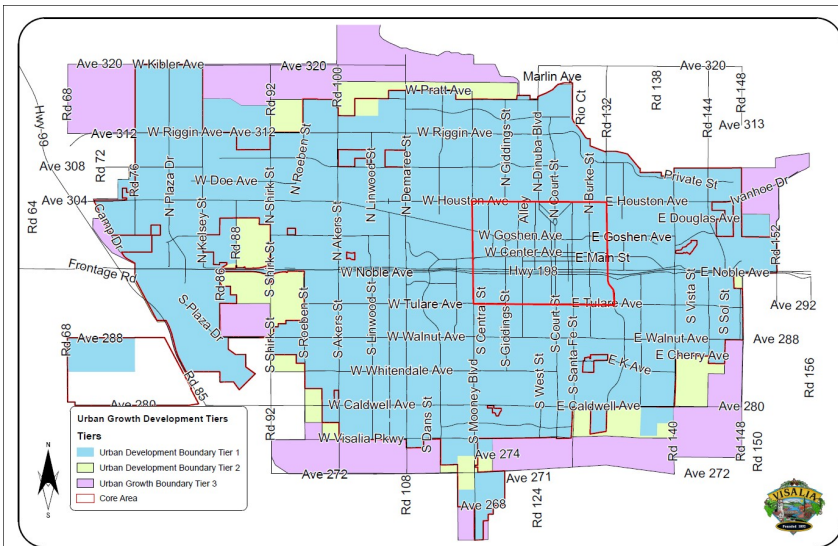 Ave 320
W Kibler Ave
Ave 320
Rd 100
Marlin Ave
Ave 320
Rd 68
Rd 92
W Pratt Ave
Rio Ct
Rd 132
Rd 138
Rd 144
Rd 148
Hwy 99
Ave 312
W Riggin Ave
Ave 312
N Roeben St
W Riggin Ave
N Giddings St
N Dinuba Blvd
Ave 313
Rd 72
Ave 308
Rd 76
N Plaza Dr
W Doe Ave
N Shirk St
N Linwood St
N Demaree St
N Court St
N Burke St
Private St
Ivanhoe Dr
Ave 304
W Houston Ave
Alley
E Houston Ave
E Douglas Ave
Rd 64
Camp Dr
N Kelsey St
Rd 88
N Akers St
W Goshen Ave
E Goshen Ave
W Center Ave
E Main St
Rd 152
Frontage Rd
Rd 86
S Shirk St
W Noble Ave
Hwy 198
E Noble Ave
S Plaza Dr
S Roeben St
S Akers St
S Linwood St
W Tulare Ave
S Central St
S Giddings St
S Court St
E Tulare Ave
S Vista St
S Sol St
Ave 292
Rd 68
Ave 288
S Shirk St
W Walnut Ave
S Santa Fe St
E Walnut Ave
Ave 288
Rd 85
W Whitendale Ave
S Mooney Blvd
S West St
E K Ave
E Cherry Ave
Rd 156
Ave 280
Rd 92
W Caldwell Ave
S Dans St
E Caldwell Ave
Ave 280
W Visalia Pkwy
Rd 140
Rd 148
Rd 150
Ave 272
Ave 274
Ave 271
Ave 272
Rd 108
Ave 268
Rd 124
Urban Growth Development Tiers
Tiers
Urban Development Boundary Tier 1
Urban Development Boundary Tier 2
Urban Growth Boundary Tier 3
Core Area
N
S
VISALIA